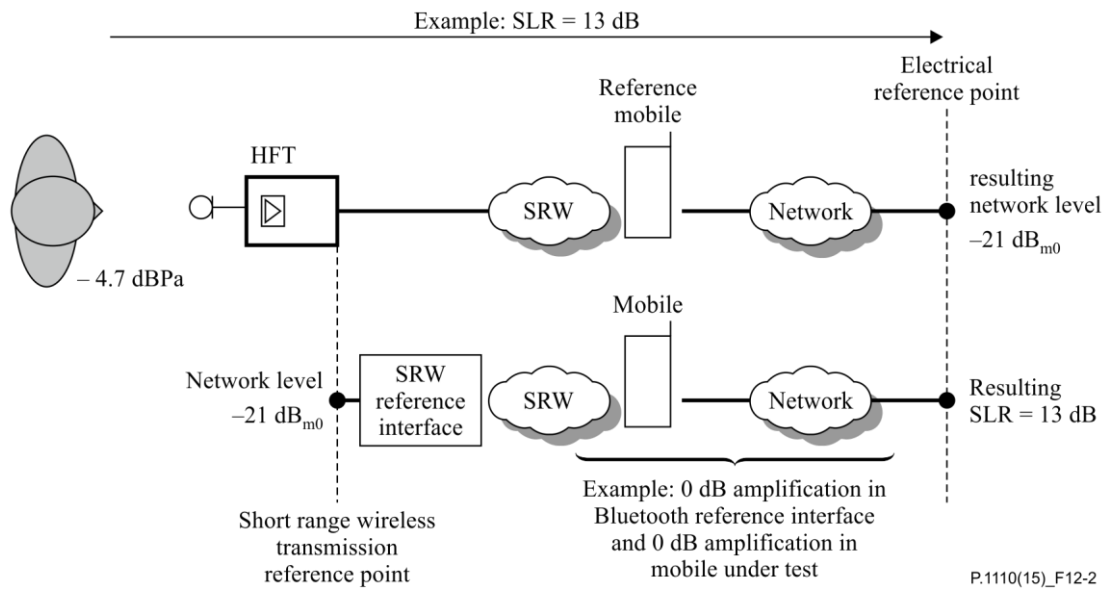 Example: SLR = 13 dB
Electrical
reference point
Reference
mobile
HFT
SRW
Network
resulting
network level
–21 dBm0
– 4.7 dBPa
Mobile
Network level
–21 dBm0
SRW
reference
interface
SRW
Network
Resulting
SLR = 13 dB
Example: 0 dB amplification in
Bluetooth reference interface
and 0 dB amplification in
mobile under test
Short range wireless
transmission
reference point
P.1110(15)_F12-2